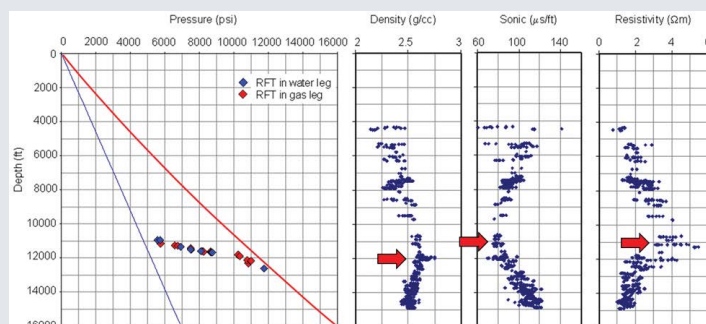 Pressure (psi)
0 2000 4000 6000 8000 10000 12000 14000 16000
Depth (ft)
0
2000
4000
6000
8000
10000
12000
14000
16000
RFT in water leg
RFT in gas leg
Density (g/cc)
2 2.5 3
Sonic (µs/ft)
60 100 140
Resistivity (Ωm)
0 2 4 6